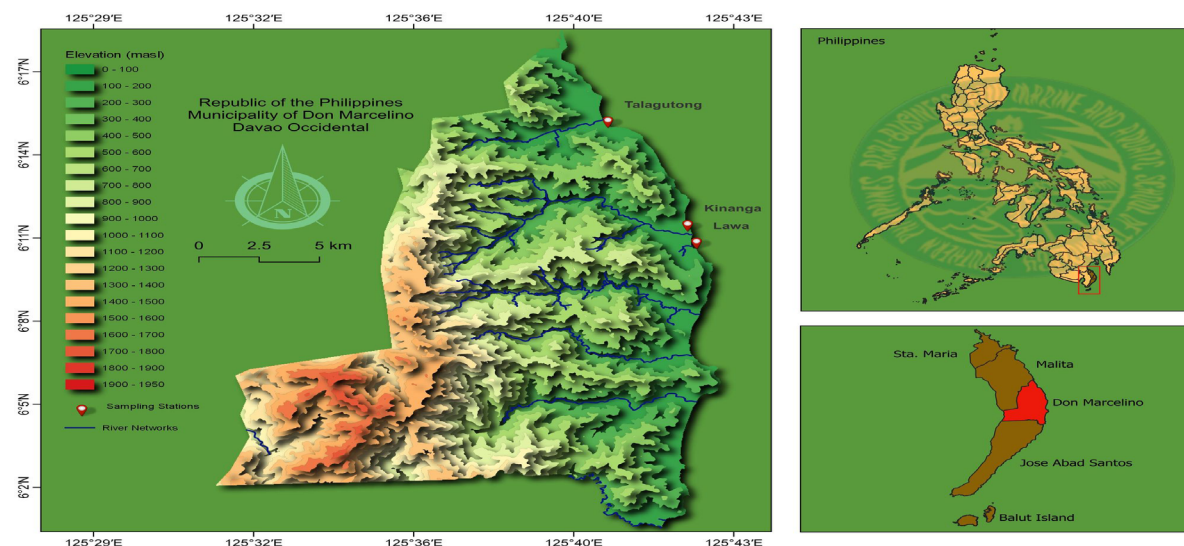 125°29'E 125°32'E 125°36'E 125°40'E 125°43'E
6°17'N
6°14'N
6°11'N
6°8'N
6°5'N
6°2'N
Elevation (masl)
0 - 100
100 - 200
200 - 300
300 - 400
400 - 500
500 - 600
600 - 700
700 - 800
800 - 900
900 - 1000
1000 - 1100
1100 - 1200
1200 - 1300
1300 - 1400
1400 - 1500
1500 - 1600
1600 - 1700
1700 - 1800
1800 - 1900
1900 - 1950
Sampling Stations
River Networks
Republic of the Philippines
Municipality of Don Marcelino
Davao Occidental
N
0 2.5 5 km
Talagutong
Kinanga
Lawa
125°29'E 125°32'E 125°36'E 125°40'E 125°43'E
Philippines
Sta. Maria
Malita
Don Marcelino
Jose Abad Santos
Balut Island